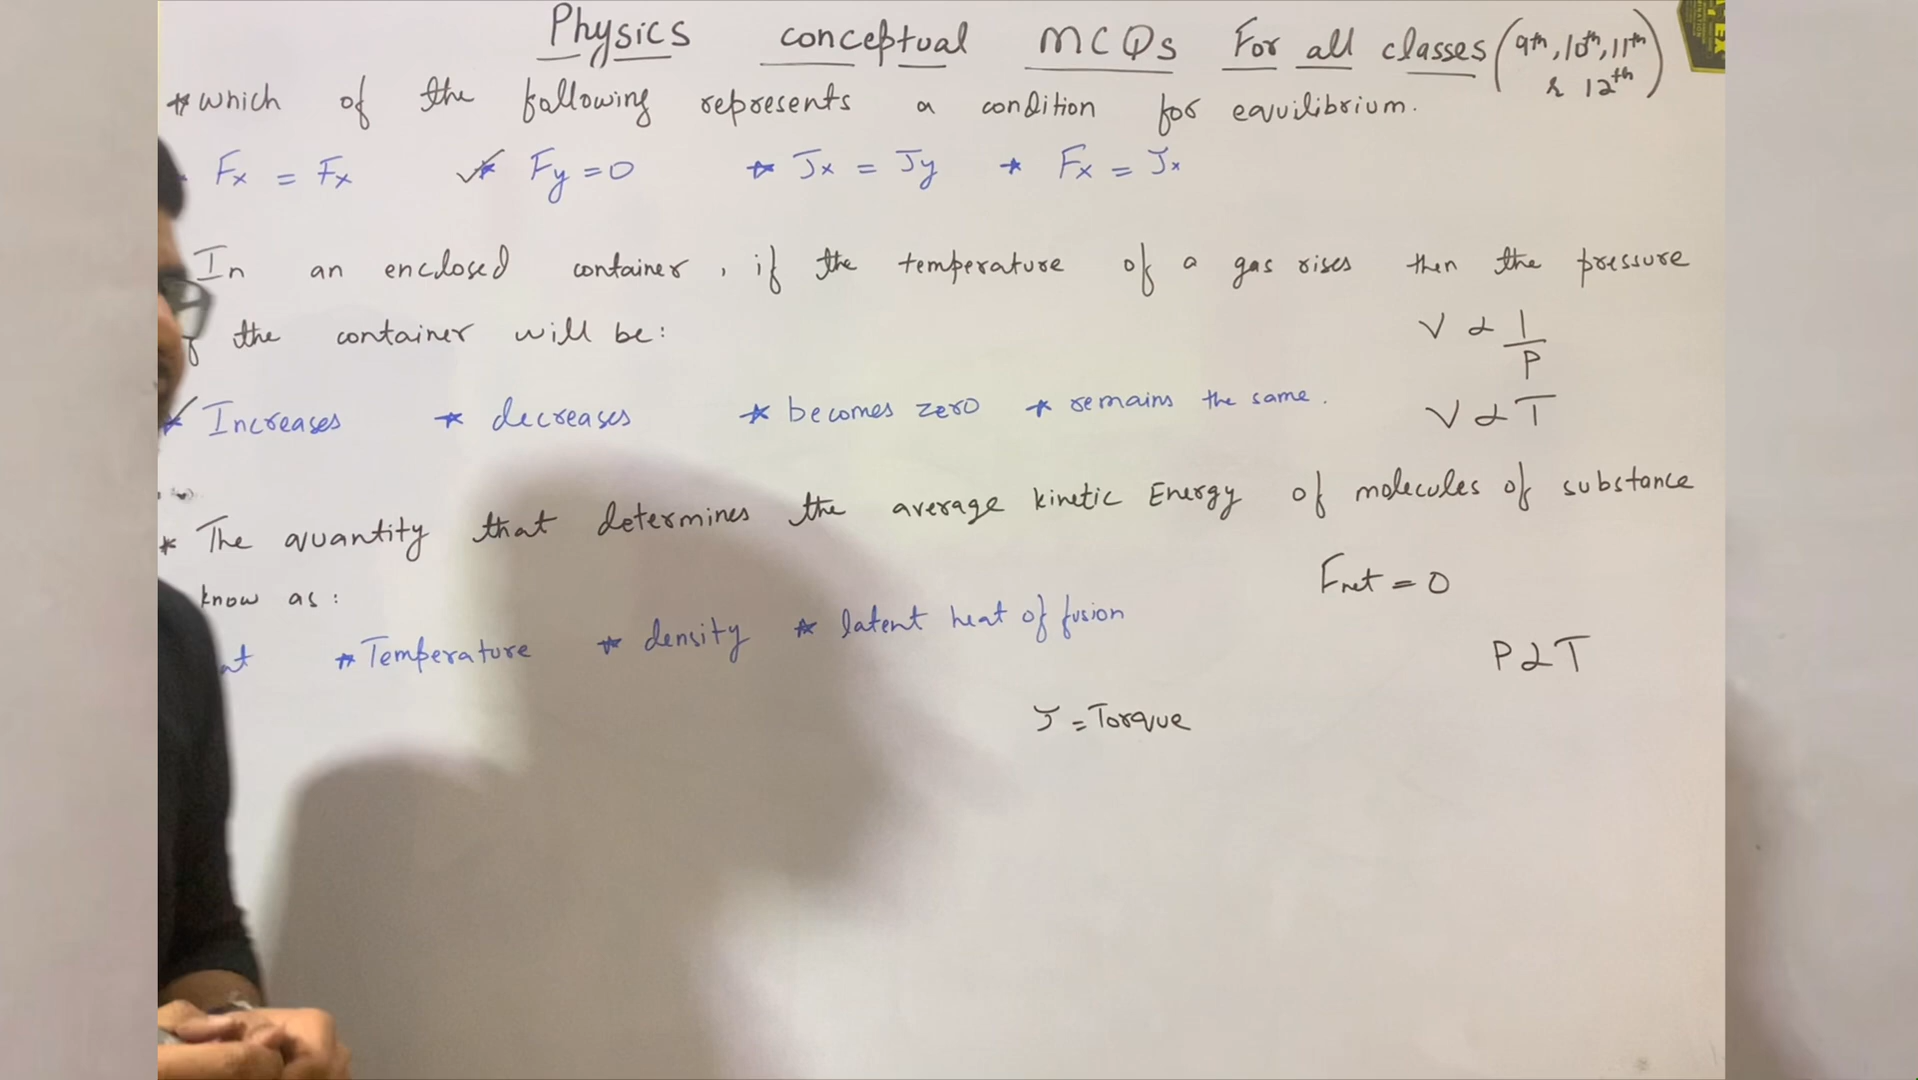 Physics conceptual MCQs For all classes (9th, 10th, 11th & 12th)
* which of the following represents a condition for equilibrium.
Fx = Fx * Fy = 0 * Jx = Jy * Fx = Jx
In an enclosed container, if the temperature of a gas rises then the pressure
the container will be:
V ∝ 1/P
Increases * decreases * becomes zero * remains the same.
V ∝ T
* The quantity that determines the average kinetic Energy of molecules of substance
know as:
Fnet = 0
at * Temperature * density * latent heat of fusion
P ∝ T
J = Torque